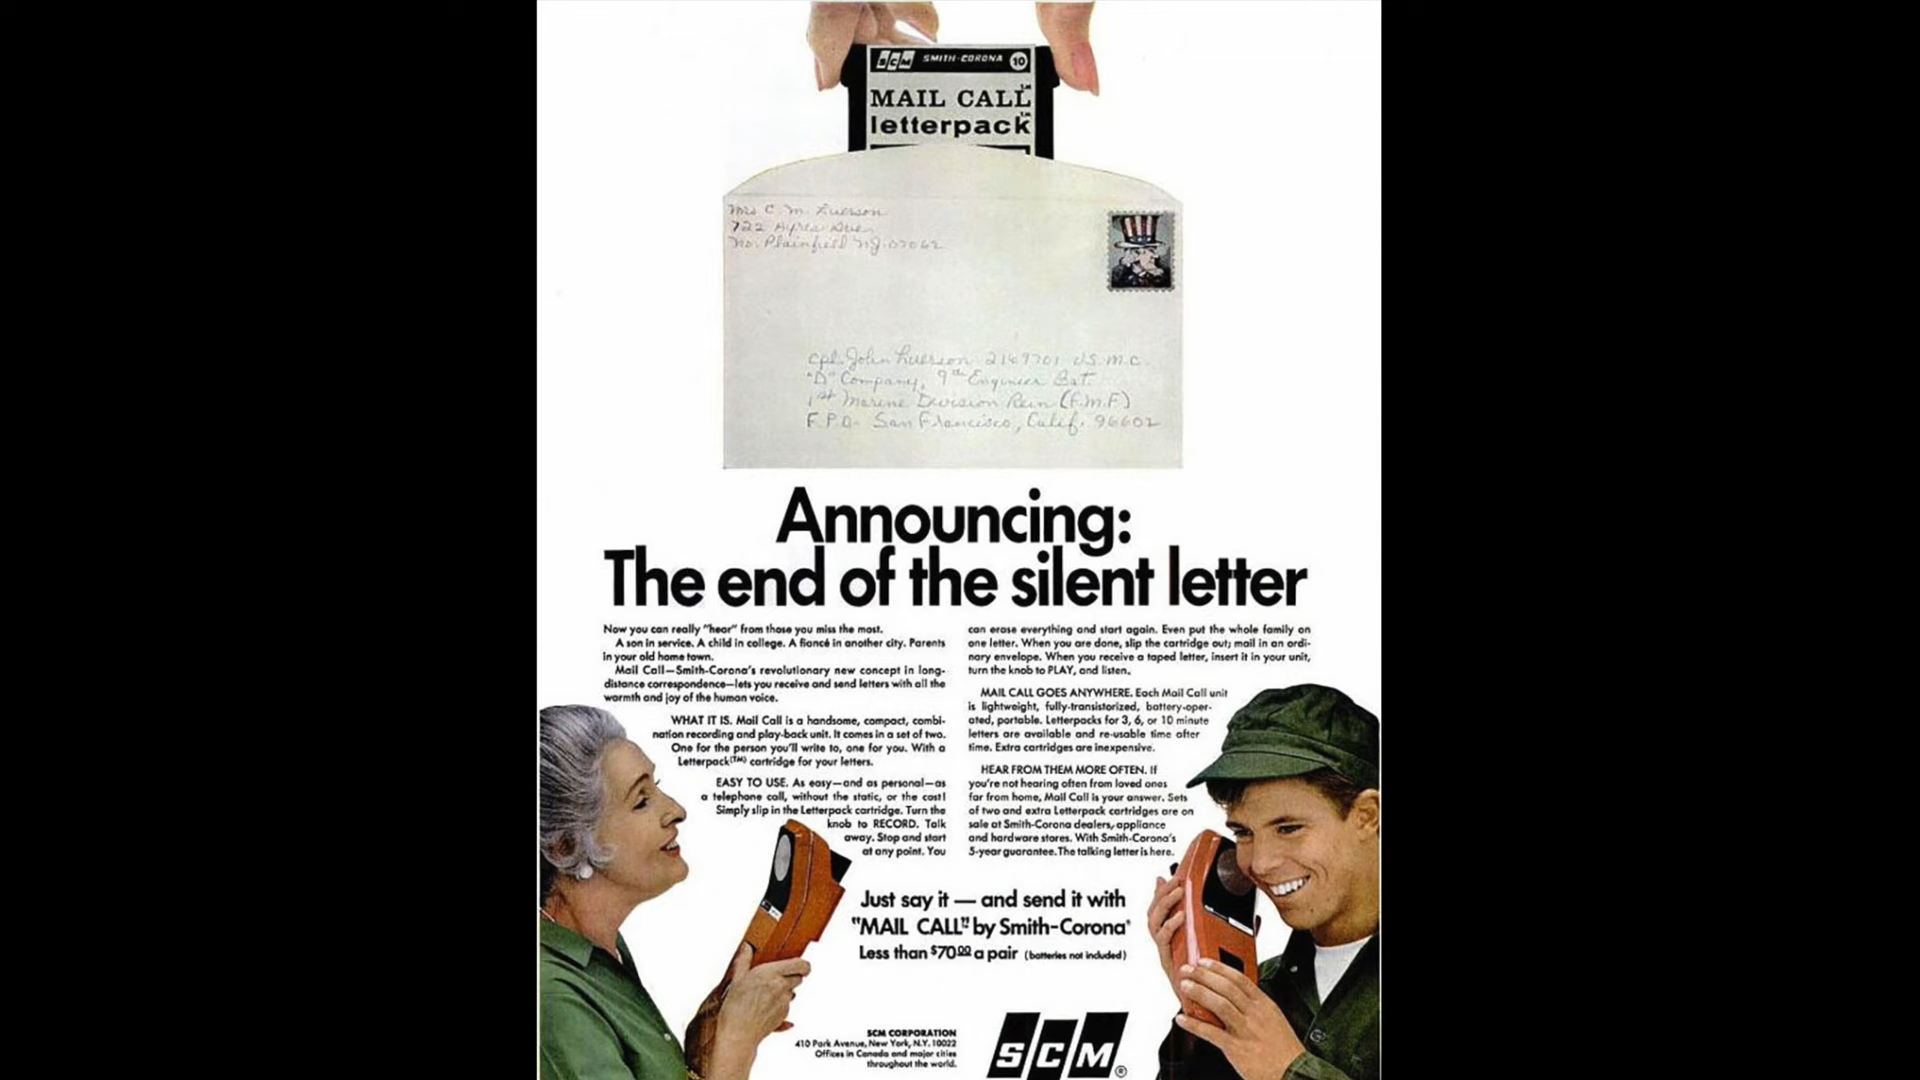 SCM SMITH-CORONA 10
MAIL CALL™
letterpack™
Mrs C. M. Luerson
722 Ayres Ave.
No. Plainfield NJ. 07062
Cpl. John Luerson 2169701 U.S.M.C.
"D" Company, 9th Engineer Bat.
1st Marine Division Rein (F.M.F)
F.P.O. San Francisco, Calif. 96602
Announcing:
The end of the silent letter
Now you can really "hear" from those you miss the most.
A son in service. A child in college. A fiancé in another city. Parents
in your old home town.
Mail Call—Smith-Corona's revolutionary new concept in long-
distance correspondence—lets you receive and send letters with all the
warmth and joy of the human voice.
WHAT IT IS. Mail Call is a handsome, compact, combi-
nation recording and play-back unit. It comes in a set of two.
One for the person you'll write to, one for you. With a
Letterpack(TM) cartridge for your letters.
EASY TO USE. As easy—and as personal—as
a telephone call, without the static, or the cost!
Simply slip in the Letterpack cartridge. Turn the
knob to RECORD. Talk
away. Stop and start
at any point. You
can erase everything and start again. Even put the whole family on
one letter. When you are done, slip the cartridge out; mail in an ordi-
nary envelope. When you receive a taped letter, insert it in your unit,
turn the knob to PLAY, and listen.
MAIL CALL GOES ANYWHERE. Each Mail Call unit
is lightweight, fully-transistorized, battery-oper-
ated, portable. Letterpacks for 3, 6, or 10 minute
letters are available and re-usable time after
time. Extra cartridges are inexpensive.
HEAR FROM THEM MORE OFTEN. If
you're not hearing often from loved ones
far from home, Mail Call is your answer. Sets
of two and extra Letterpack cartridges are on
sale at Smith-Corona dealers, appliance
and hardware stores. With Smith-Corona's
5-year guarantee. The talking letter is here.
Just say it — and send it with
"MAIL CALL"™ by Smith-Corona®
Less than $70.00 a pair (batteries not included)
SCM CORPORATION
410 Park Avenue, New York, N.Y. 10022
Offices in Canada and major cities
throughout the world.
SCM®